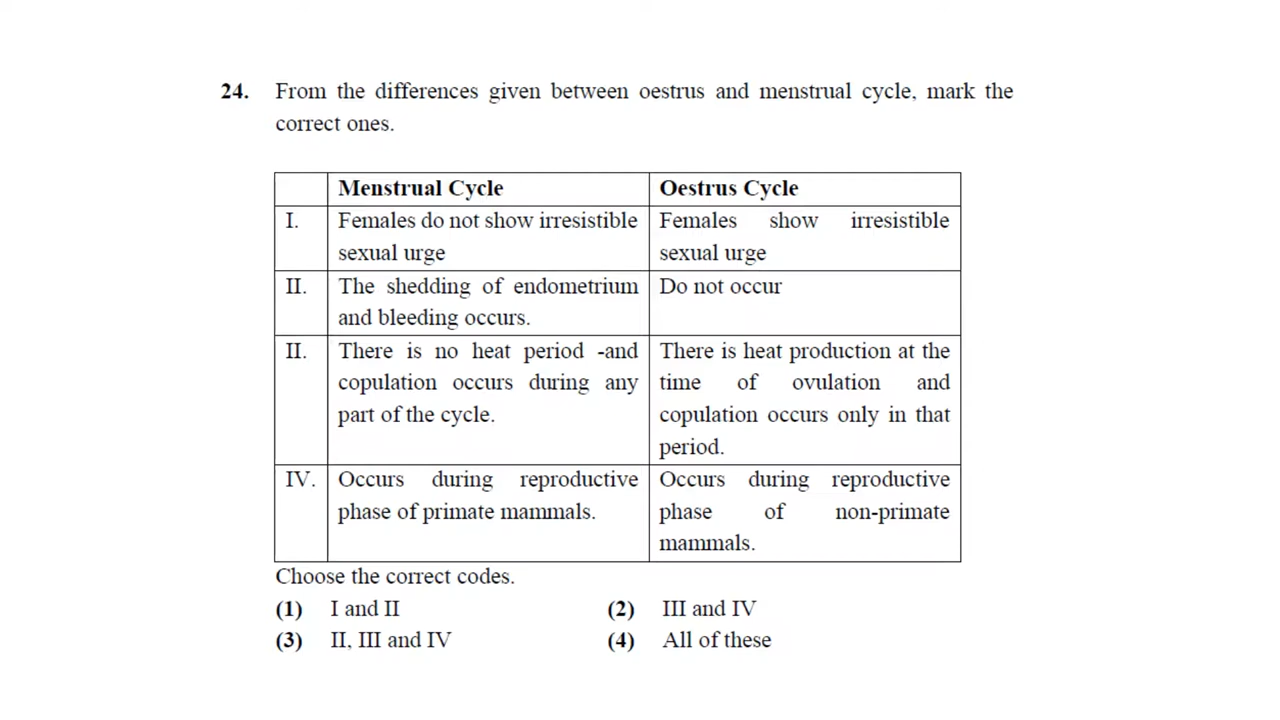 24. From the differences given between oestrus and menstrual cycle, mark the
correct ones.
Menstrual Cycle Oestrus Cycle
I. Females do not show irresistible Females show irresistible
sexual urge sexual urge
II. The shedding of endometrium Do not occur
and bleeding occurs.
II. There is no heat period -and There is heat production at the
copulation occurs during any time of ovulation and
part of the cycle. copulation occurs only in that
period.
IV. Occurs during reproductive Occurs during reproductive
phase of primate mammals. phase of non-primate
mammals.
Choose the correct codes.
(1) I and II (2) III and IV
(3) II, III and IV (4) All of these